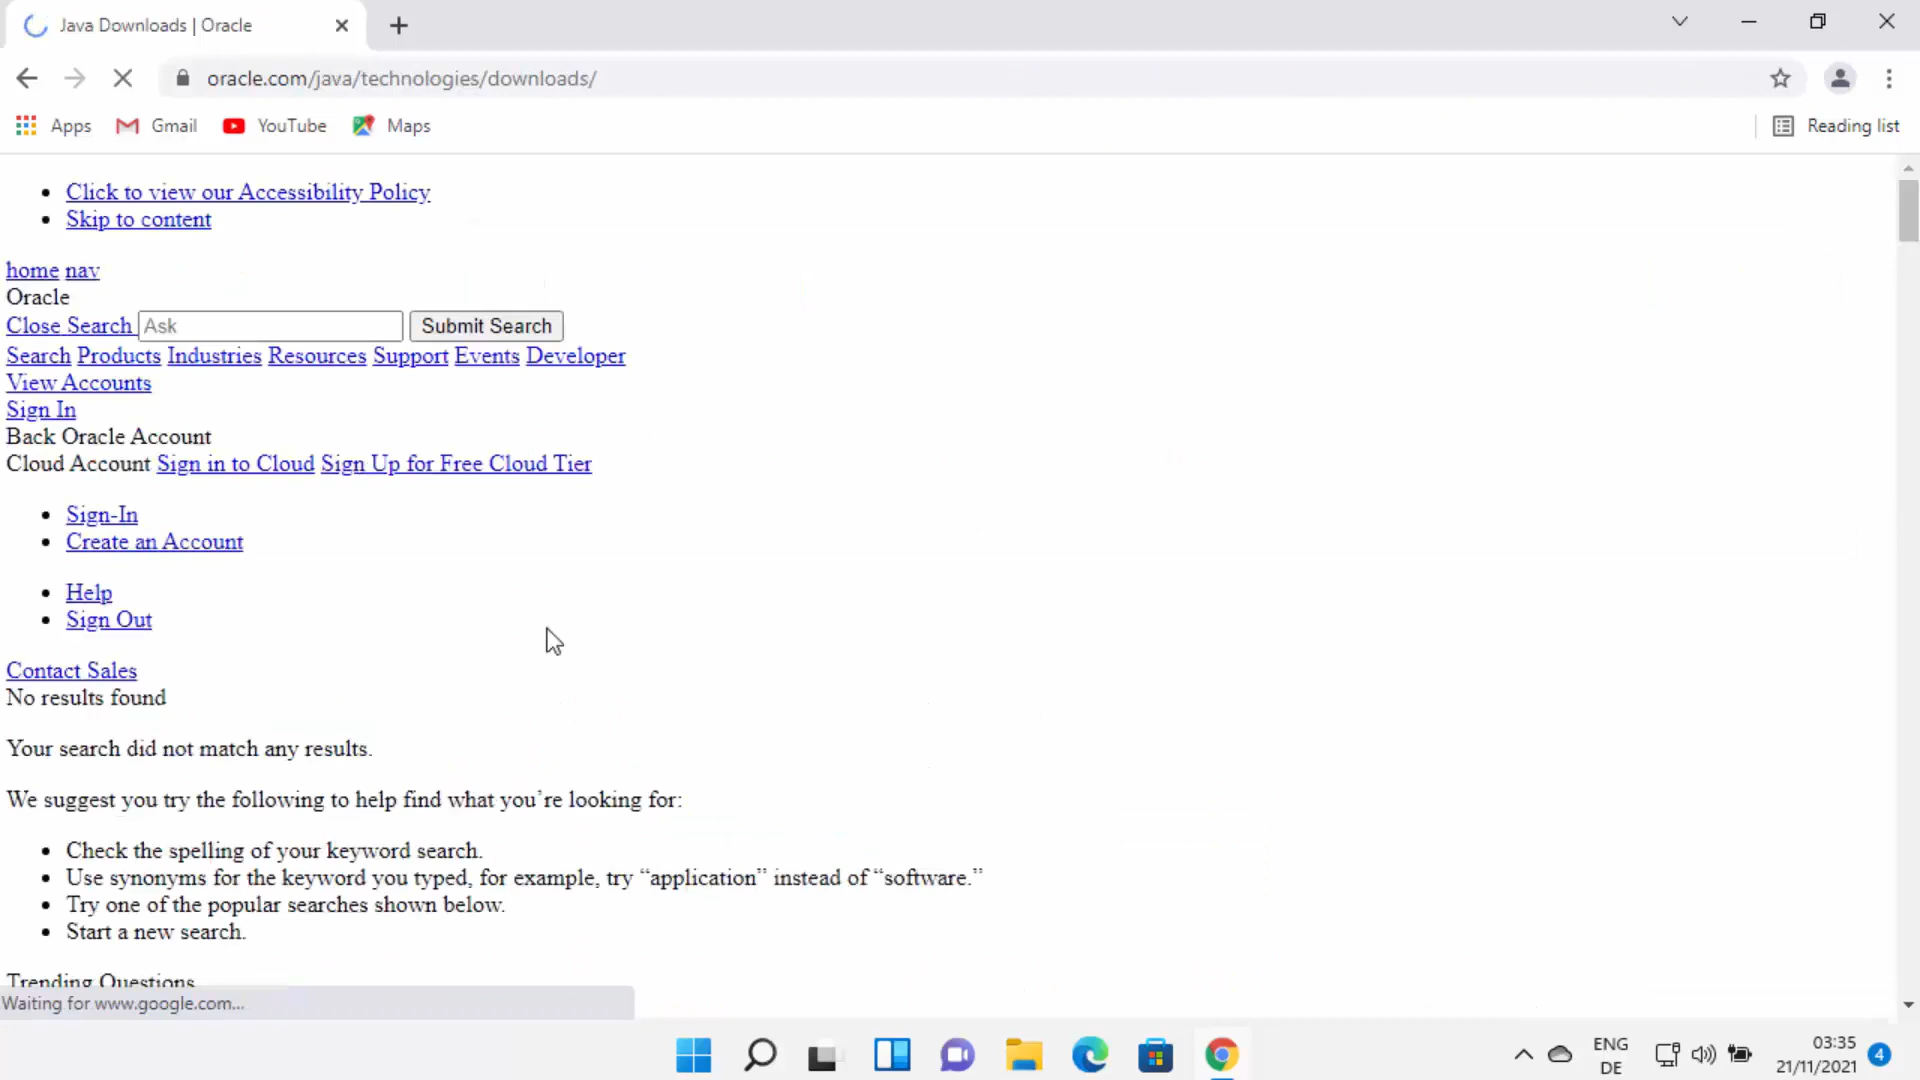 Java Downloads | Oracle
oracle.com/java/technologies/downloads/
Apps Gmail YouTube Maps Reading list
Click to view our Accessibility Policy
Skip to content
home nav
Oracle
Close Search Ask Submit Search
Search Products Industries Resources Support Events Developer
View Accounts
Sign In
Back Oracle Account
Cloud Account Sign in to Cloud Sign Up for Free Cloud Tier
Sign-In
Create an Account
Help
Sign Out
Contact Sales
No results found
Your search did not match any results.
We suggest you try the following to help find what you’re looking for:
Check the spelling of your keyword search.
Use synonyms for the keyword you typed, for example, try “application” instead of “software.”
Try one of the popular searches shown below.
Start a new search.
Trending Questions
Waiting for www.google.com...
ENG 03:35
DE 21/11/2021 4